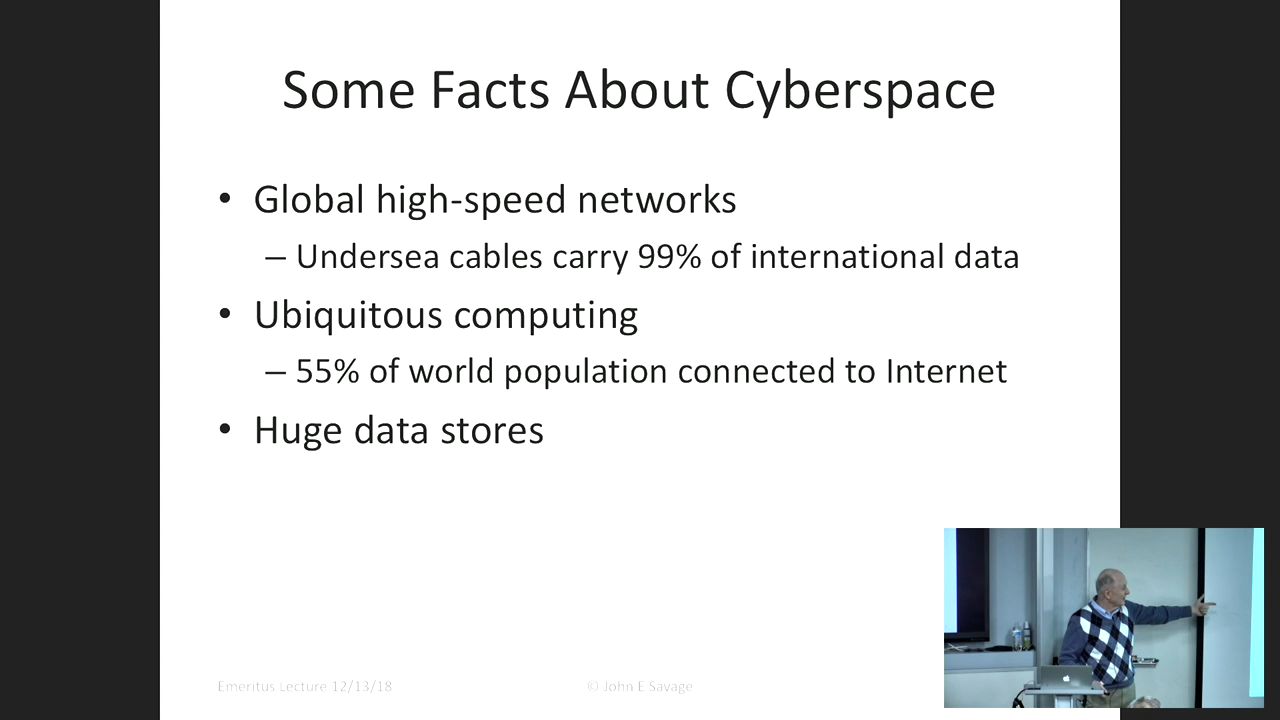 Some Facts About Cyberspace
• Global high-speed networks
– Undersea cables carry 99% of international data
• Ubiquitous computing
– 55% of world population connected to Internet
• Huge data stores
Emeritus Lecture 12/13/18
© John E Savage